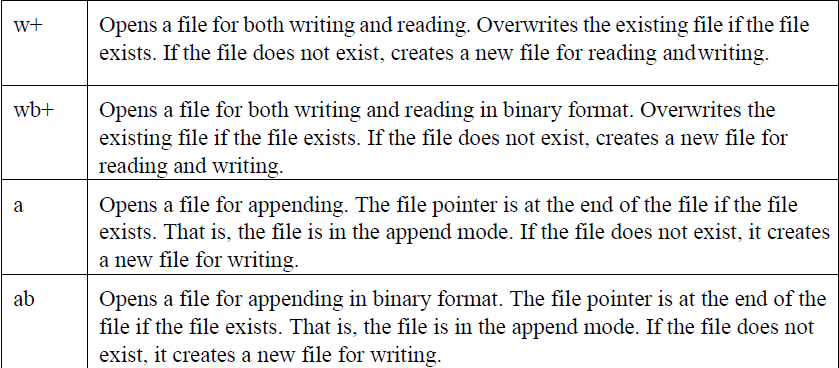 w+ Opens a file for both writing and reading. Overwrites the existing file if the file
exists. If the file does not exist, creates a new file for reading andwriting.
wb+ Opens a file for both writing and reading in binary format. Overwrites the
existing file if the file exists. If the file does not exist, creates a new file for
reading and writing.
a Opens a file for appending. The file pointer is at the end of the file if the file
exists. That is, the file is in the append mode. If the file does not exist, it creates
a new file for writing.
ab Opens a file for appending in binary format. The file pointer is at the end of the
file if the file exists. That is, the file is in the append mode. If the file does not
exist, it creates a new file for writing.